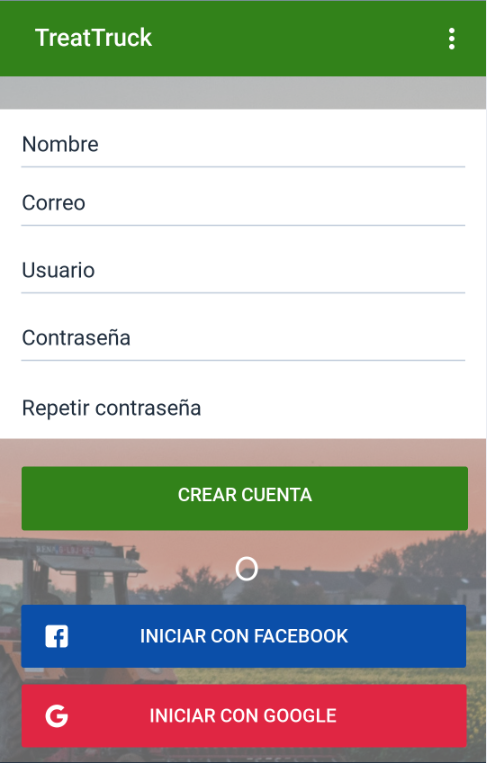 TreatTruck
Nombre
Correo
Usuario
Contraseña
Repetir contraseña
CREAR CUENTA
O
INICIAR CON FACEBOOK
INICIAR CON GOOGLE